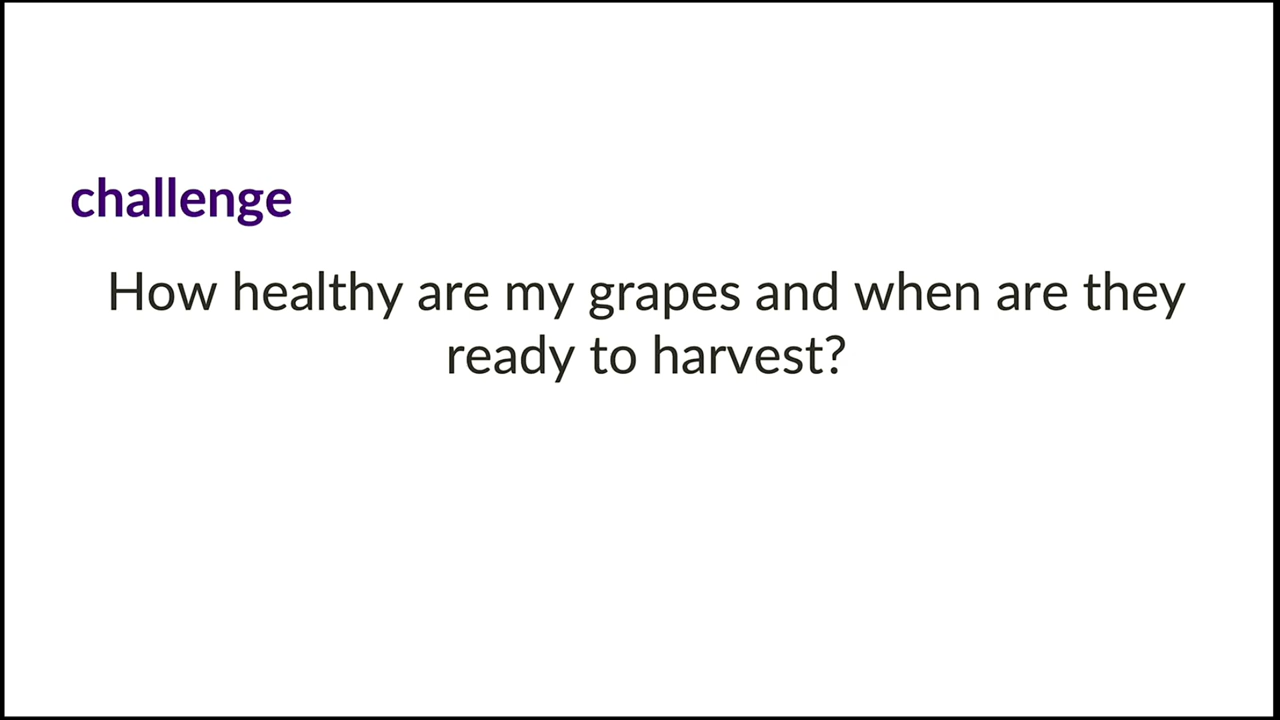 challenge
How healthy are my grapes and when are they
ready to harvest?